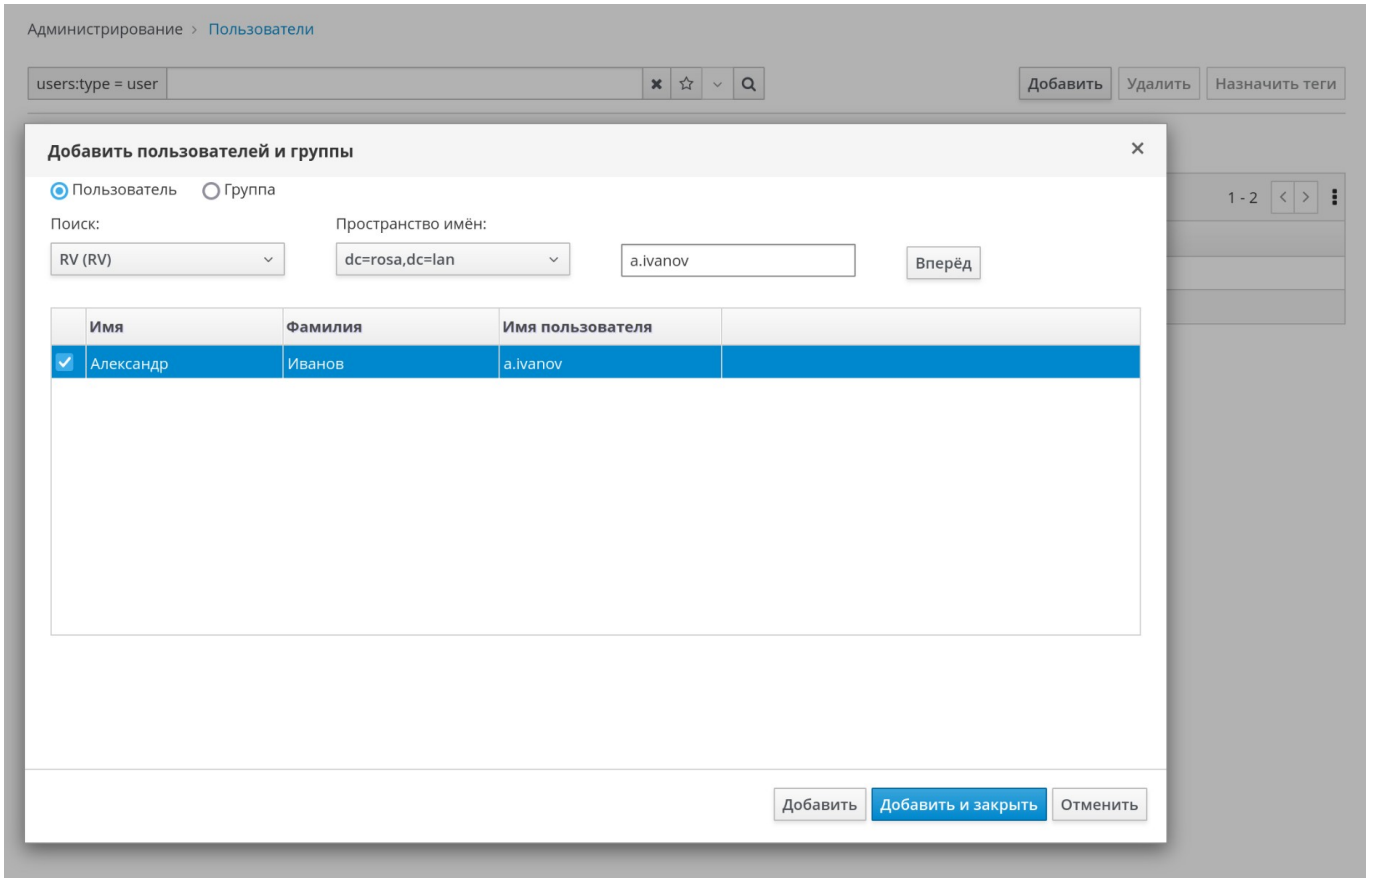 Администрирование > Пользователи
users:type = user
Добавить Удалить Назначить теги
Добавить пользователей и группы
Пользователь Группа
1 - 2
Поиск: Пространство имён:
RV (RV) dc=rosa,dc=lan a.ivanov Вперёд
Имя Фамилия Имя пользователя
Александр Иванов a.ivanov
Добавить Добавить и закрыть Отменить